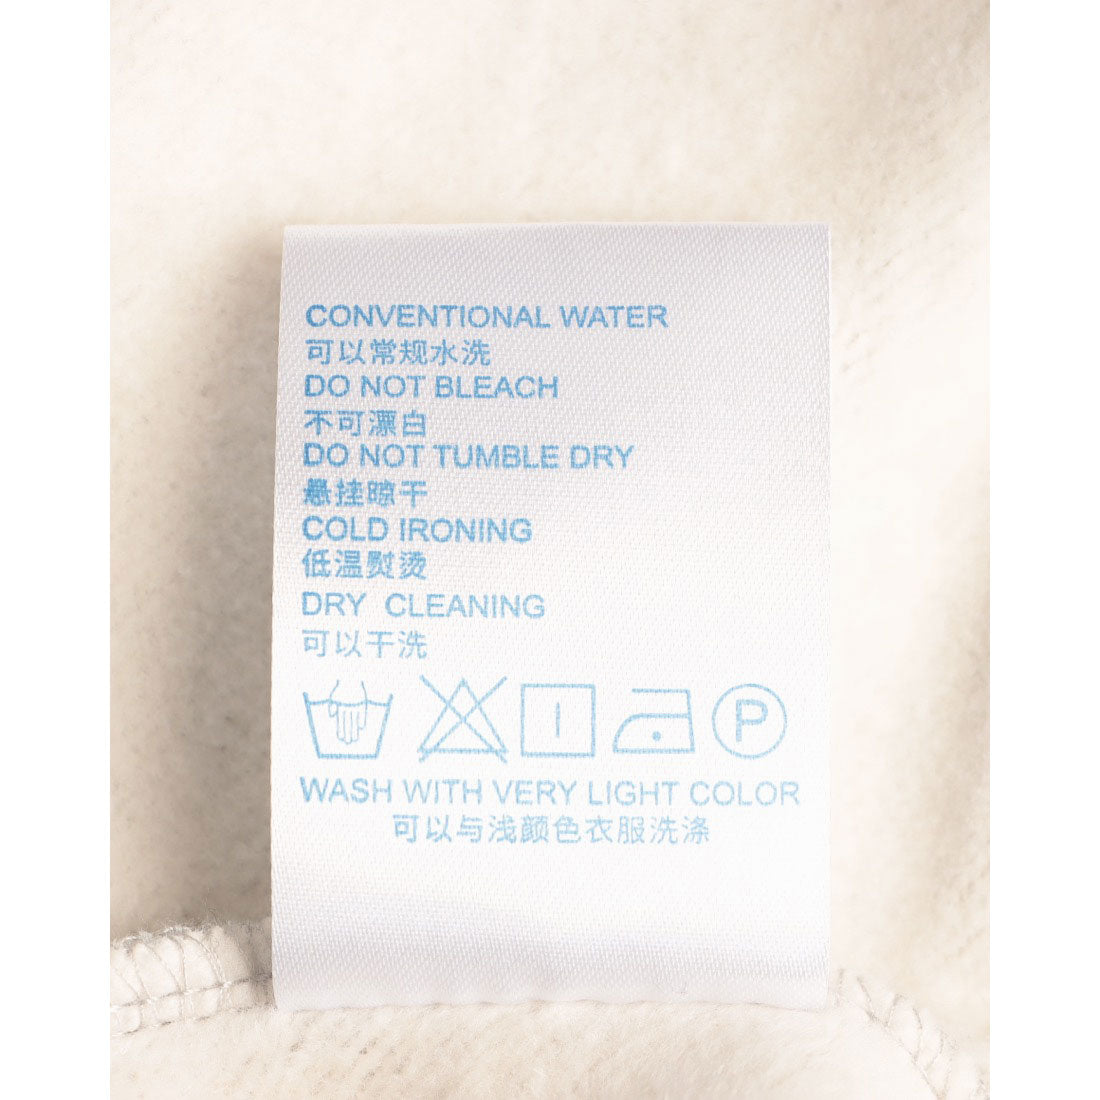 CONVENTIONAL WATER
可以常规水洗
DO NOT BLEACH
不可漂白
DO NOT TUMBLE DRY
悬挂晾干
COLD IRONING
低温熨烫
DRY CLEANING
可以干洗
P
WASH WITH VERY LIGHT COLOR
可以与浅颜色衣服洗涤